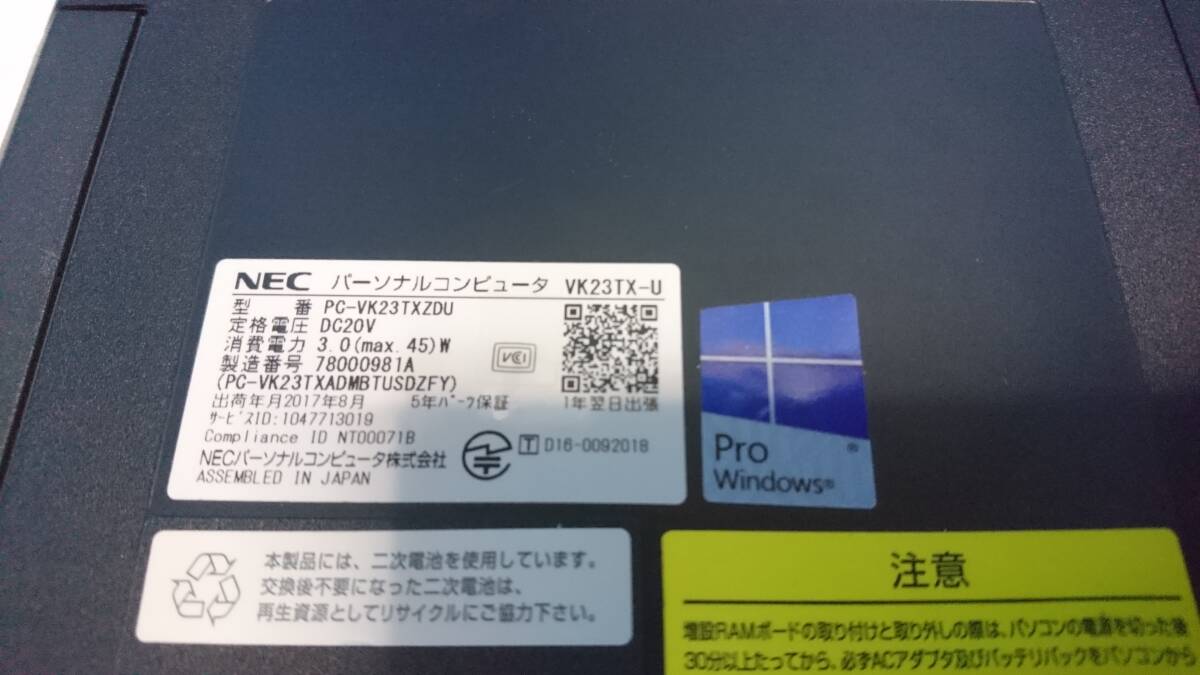 NEC パーソナルコンピュータ VK23TX-U
型 番 PC-VK23TXZDU
定格電圧 DC20V
消費電力 3.0(max.45)W
製造番号 78000981A
(PC-VK23TXADMBTUSDZFY)
VCCI
出荷年月2017年8月 5年パーツ保証 1年翌日出張
サービスID:1047713019
Compliance ID NT00071B
T D16-0092018
NECパーソナルコンピュータ株式会社
ASSEMBLED IN JAPAN
Pro
Windows®
本製品には、二次電池を使用しています。
交換後不要になった二次電池は、
再生資源としてリサイクルにご協力下さい。
注意
増設RAMボードの取り付けと取り外しの際は、パソコンの電源を切った後
30分以上たってから、必ずACアダプタ及びバッテリパックをパソコンから